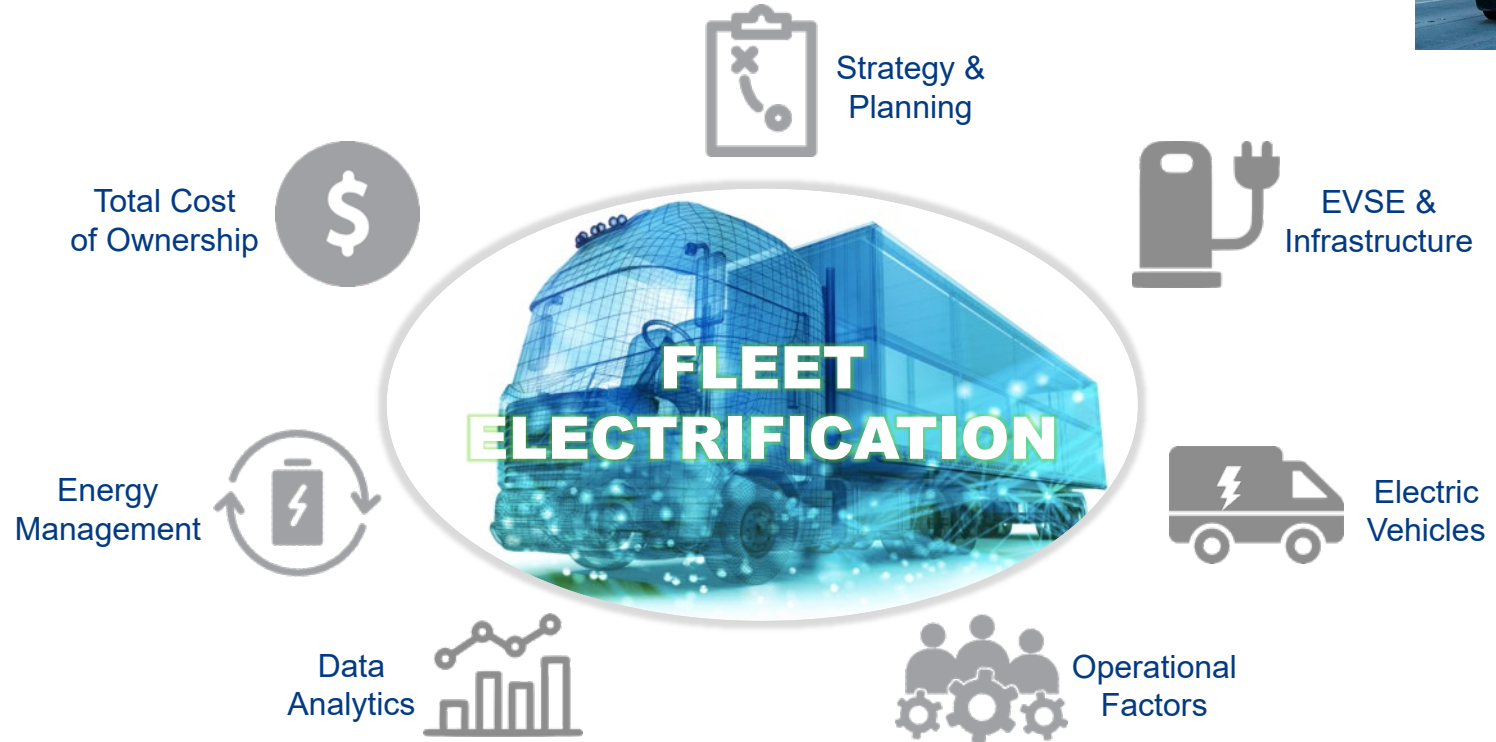 Strategy &
Planning
EVSE &
Infrastructure
Electric
Vehicles
Operational
Factors
Data
Analytics
Energy
Management
Total Cost
of Ownership
$
FLEET
ELECTRIFICATION